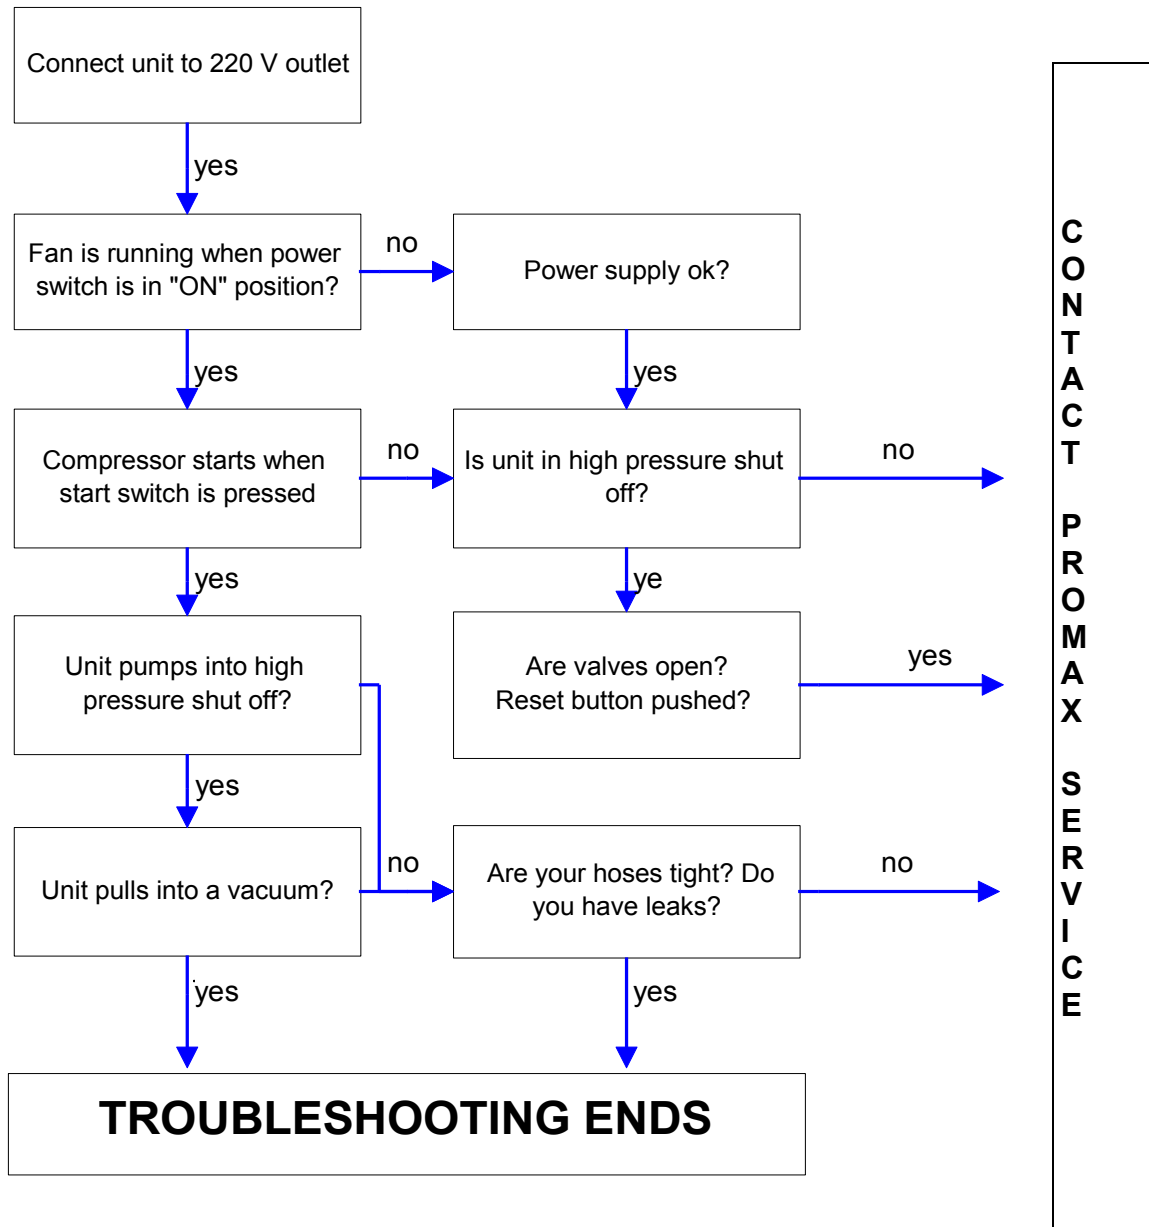 Connect unit to 220 V outlet
yes
Fan is running when power
switch is in "ON" position?
no
Power supply ok?
yes
yes
Compressor starts when
start switch is pressed
no
Is unit in high pressure shut
off?
no
yes
ye
Unit pumps into high
pressure shut off?
Are valves open?
Reset button pushed?
yes
yes
Unit pulls into a vacuum?
no
Are your hoses tight? Do
you have leaks?
no
yes
yes
TROUBLESHOOTING ENDS
CONTACT PROMAX SERVICE